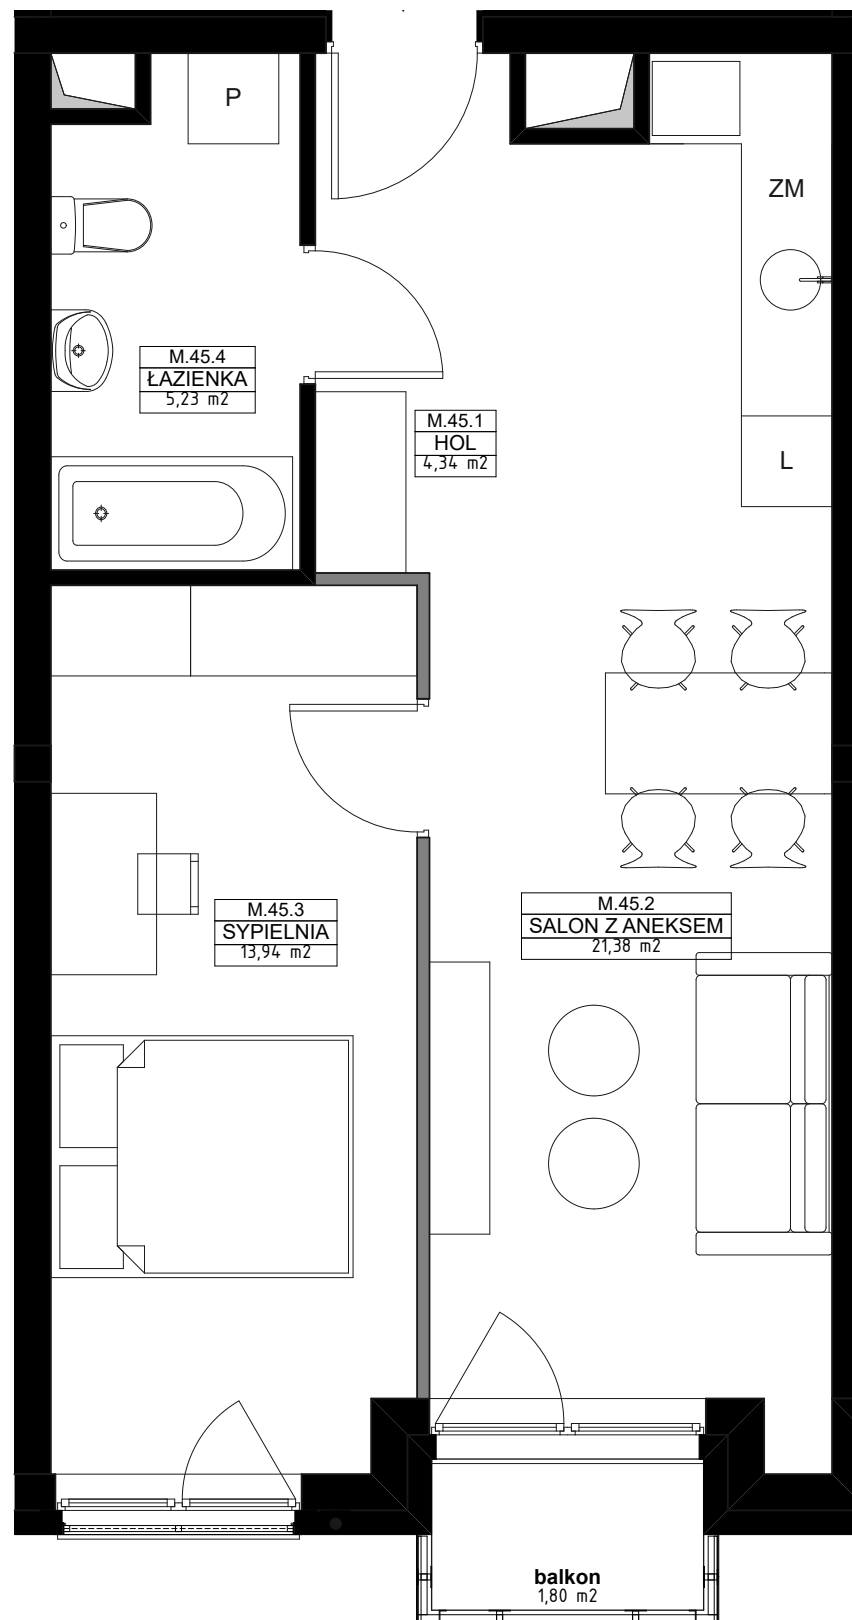 P
ZM
M.45.4
ŁAZIENKA
5,23 m2
M.45.1
HOL
4,34 m2
L
M.45.3
SYPIELNIA
13,94 m2
M.45.2
SALON Z ANEKSEM
21,38 m2
balkon
1,80 m2